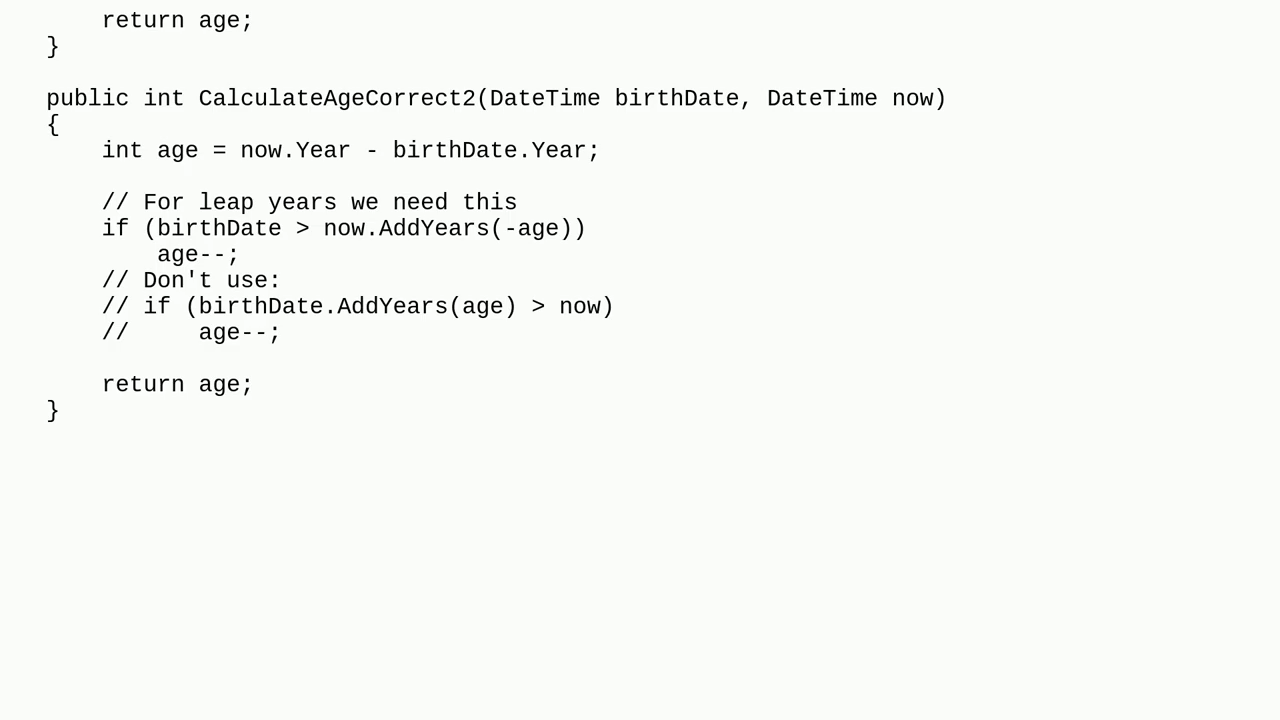 return age;
}

public int CalculateAgeCorrect2(DateTime birthDate, DateTime now)
{
    int age = now.Year - birthDate.Year;

    // For leap years we need this
    if (birthDate > now.AddYears(-age))
        age--;
    // Don't use:
    // if (birthDate.AddYears(age) > now)
    //     age--;

    return age;
}